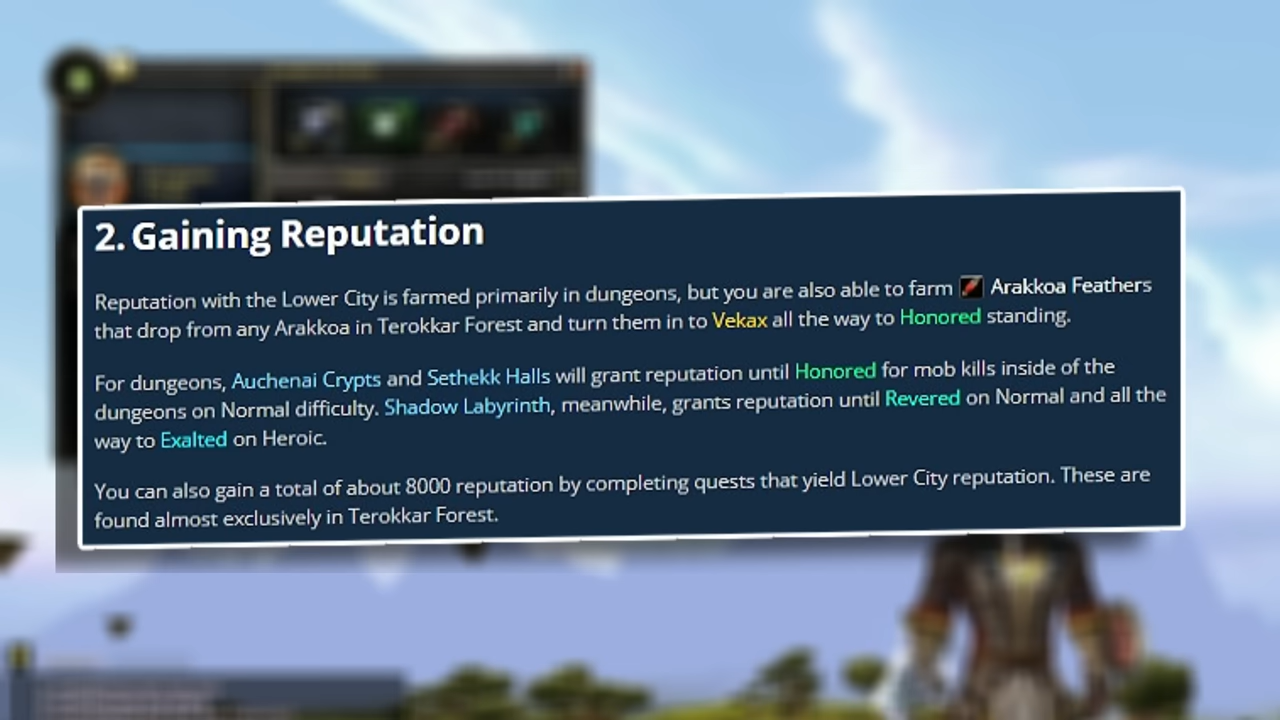 2. Gaining Reputation
Reputation with the Lower City is farmed primarily in dungeons, but you are also able to farm Arakkoa Feathers
that drop from any Arakkoa in Terokkar Forest and turn them in to Vekax all the way to Honored standing.
For dungeons, Auchenai Crypts and Sethekk Halls will grant reputation until Honored for mob kills inside of the
dungeons on Normal difficulty. Shadow Labyrinth, meanwhile, grants reputation until Revered on Normal and all the
way to Exalted on Heroic.
You can also gain a total of about 8000 reputation by completing quests that yield Lower City reputation. These are
found almost exclusively in Terokkar Forest.